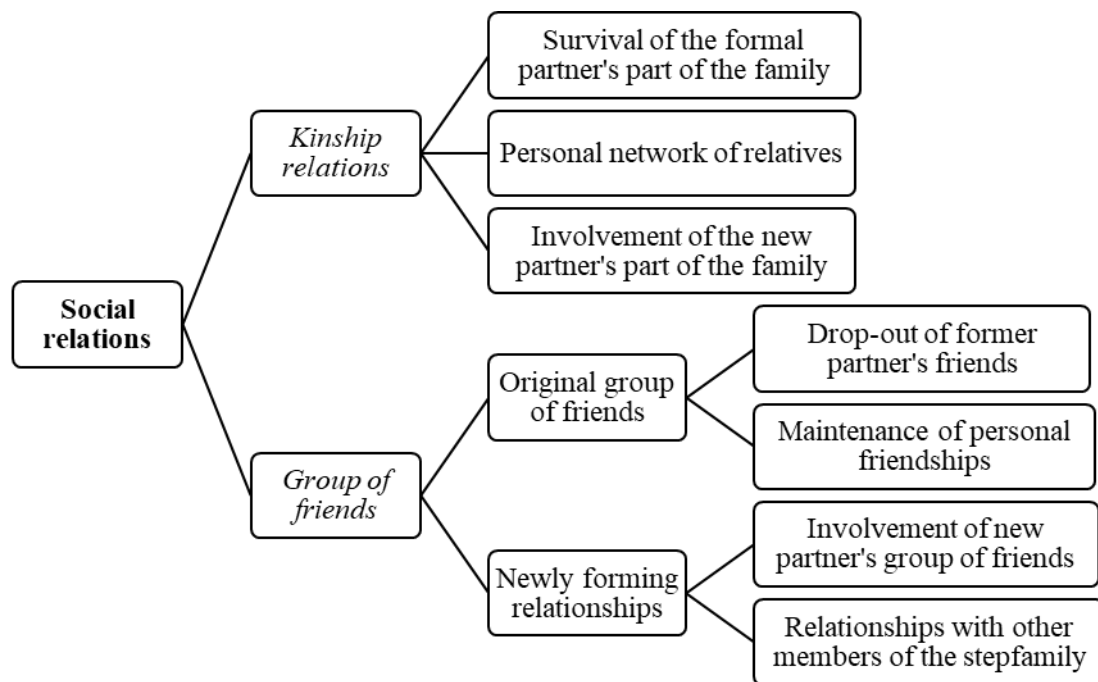 Social
relations
Kinship
relations
Survival of the formal
partner's part of the family
Personal network of relatives
Involvement of the new
partner's part of the family
Group of
friends
Original group
of friends
Drop-out of former
partner's friends
Maintenance of personal
friendships
Newly forming
relationships
Involvement of new
partner's group of friends
Relationships with other
members of the stepfamily